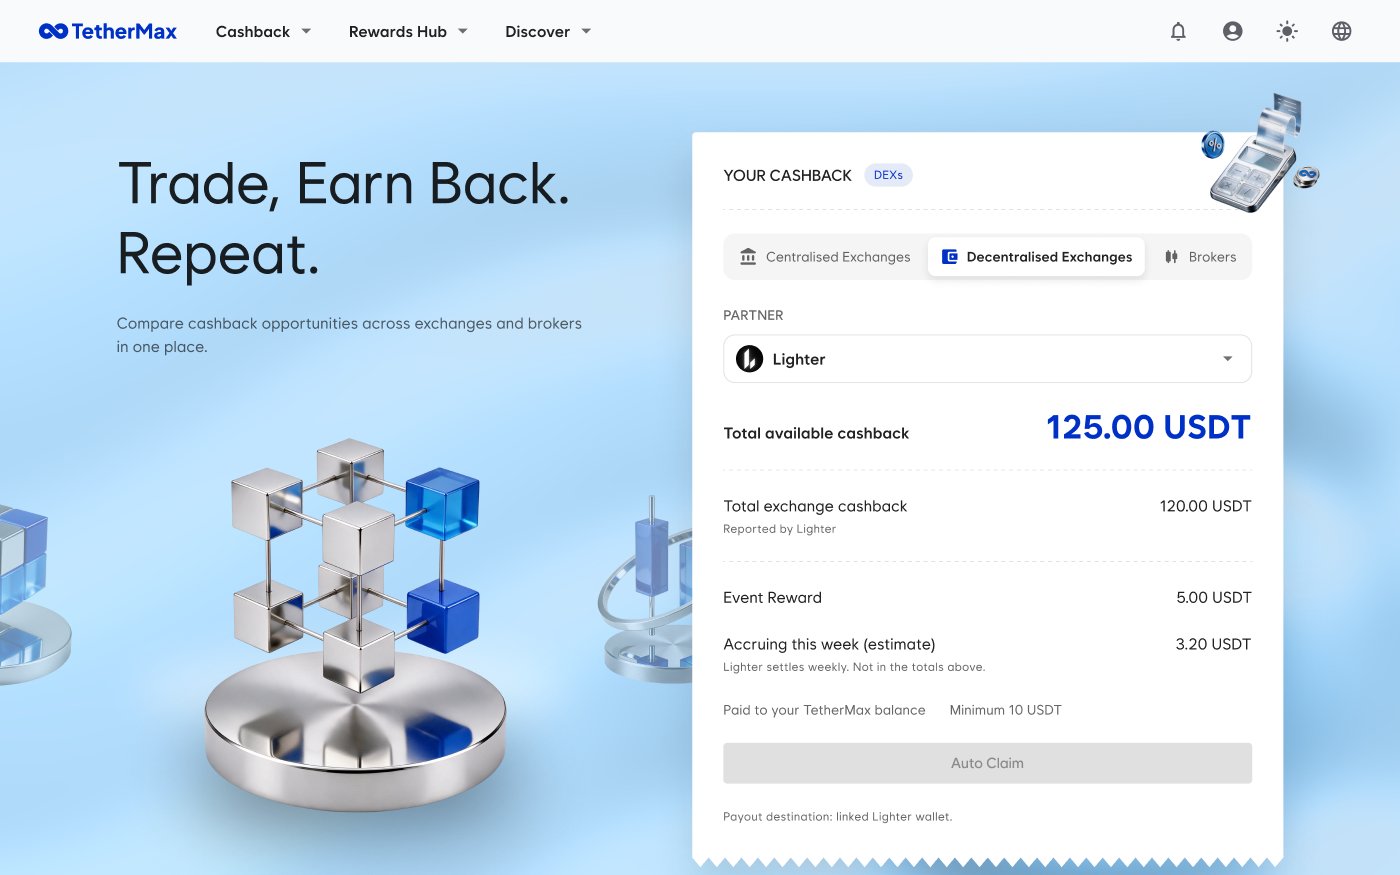 TetherMax
Cashback
Rewards Hub
Discover
Trade, Earn Back.
Repeat.
Compare cashback opportunities across exchanges and brokers
in one place.
YOUR CASHBACK DEXs
%
Centralised Exchanges
Decentralised Exchanges
Brokers
PARTNER
Lighter
Total available cashback 125.00 USDT
Total exchange cashback 120.00 USDT
Reported by Lighter
Event Reward 5.00 USDT
Accruing this week (estimate) 3.20 USDT
Lighter settles weekly. Not in the totals above.
Paid to your TetherMax balance Minimum 10 USDT
Auto Claim
Payout destination: linked Lighter wallet.